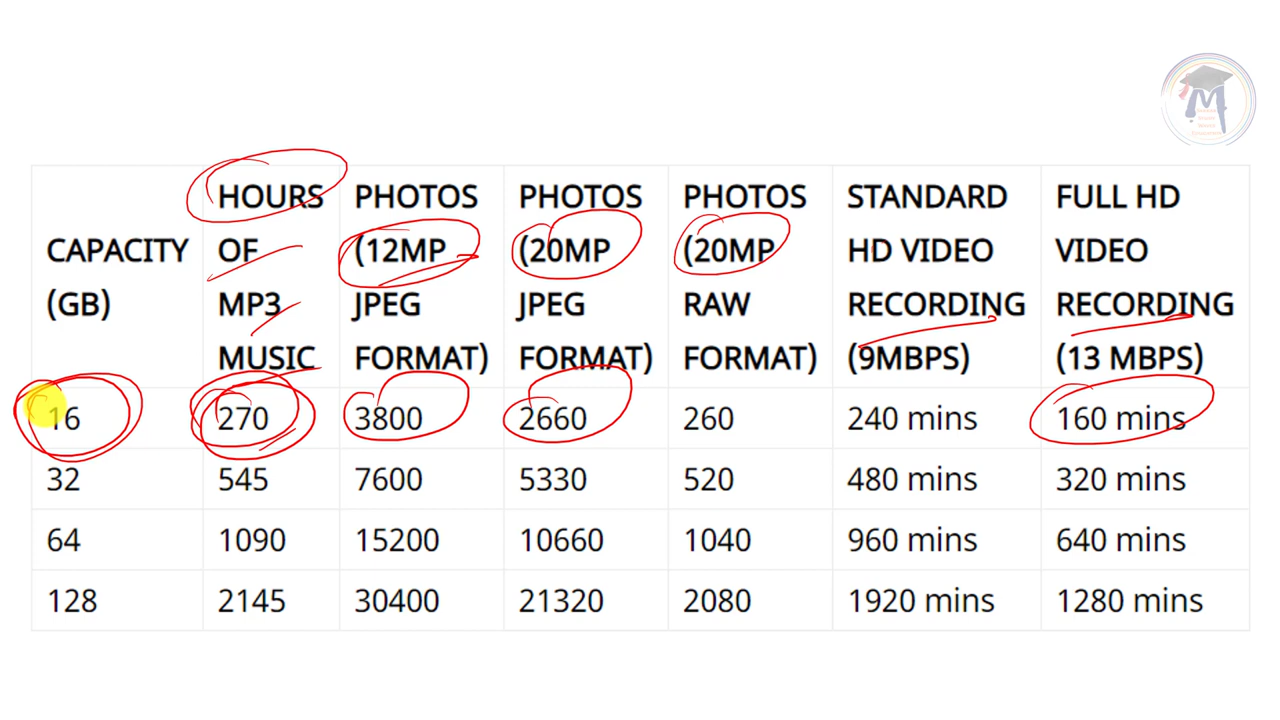 CAPACITY (GB) HOURS OF MP3 MUSIC PHOTOS (12MP JPEG FORMAT) PHOTOS (20MP JPEG FORMAT) PHOTOS (20MP RAW FORMAT) STANDARD HD VIDEO RECORDING (9MBPS) FULL HD VIDEO RECORDING (13 MBPS)
16 270 3800 2660 260 240 mins 160 mins
32 545 7600 5330 520 480 mins 320 mins
64 1090 15200 10660 1040 960 mins 640 mins
128 2145 30400 21320 2080 1920 mins 1280 mins
M